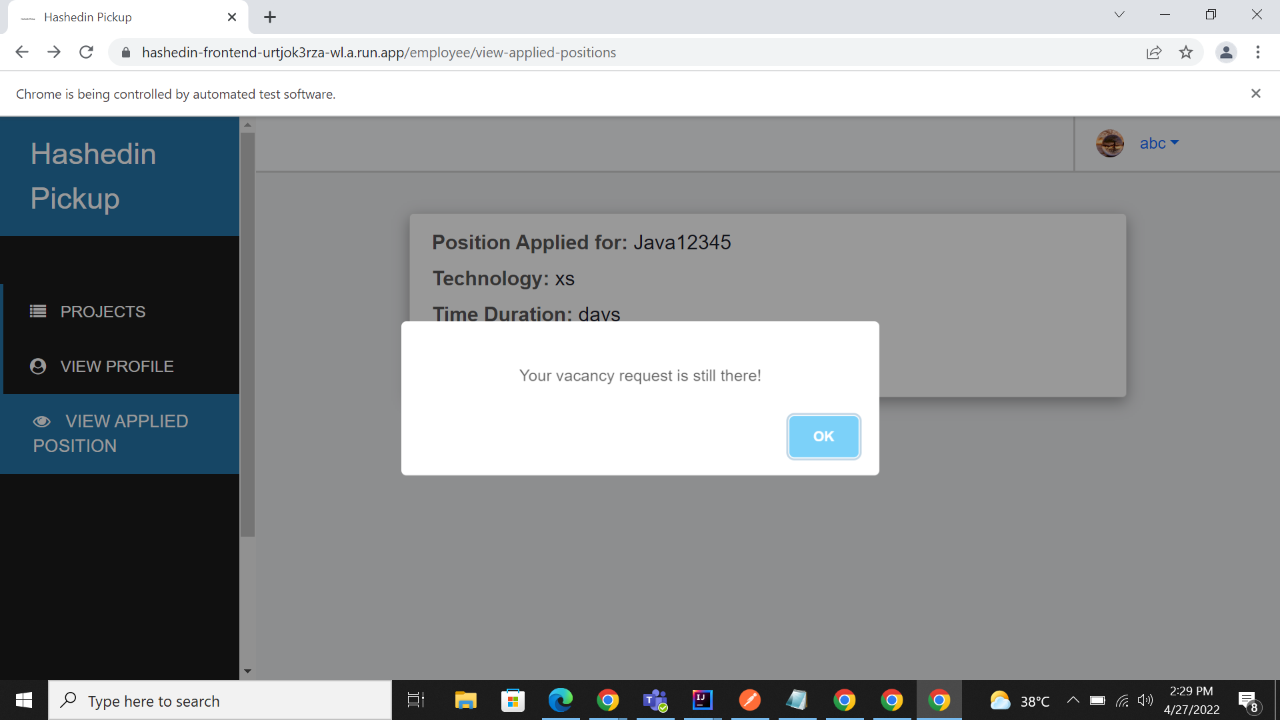 Hashedin Pickup
hashedin-frontend-urtjok3rza-wl.a.run.app/employee/view-applied-positions
Chrome is being controlled by automated test software.
Hashedin
Pickup
abc
PROJECTS
VIEW PROFILE
VIEW APPLIED
POSITION
Position Applied for: Java12345
Technology: xs
Time Duration: days
Your vacancy request is still there!
OK
Type here to search
38°C
2:29 PM
4/27/2022
8